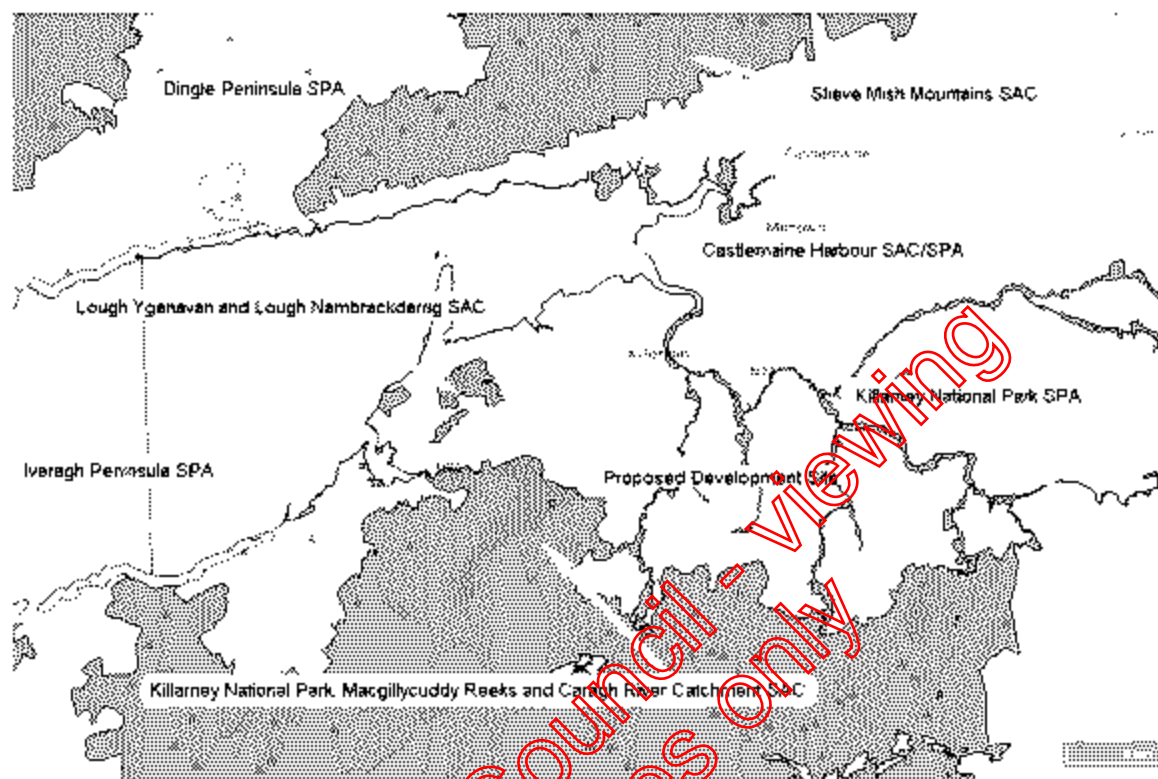 Dingle Peninsula SPA
Slieve Mish Mountains SAC
Castlemaine Harbour SAC/SPA
Lough Yganavan and Lough Nambrackdarrig SAC
Killarney National Park SPA
Iveragh Peninsula SPA
Proposed Development Site
Killarney National Park, Macgillycuddy Reeks and Caragh River Catchment SAC
Council - viewing
only